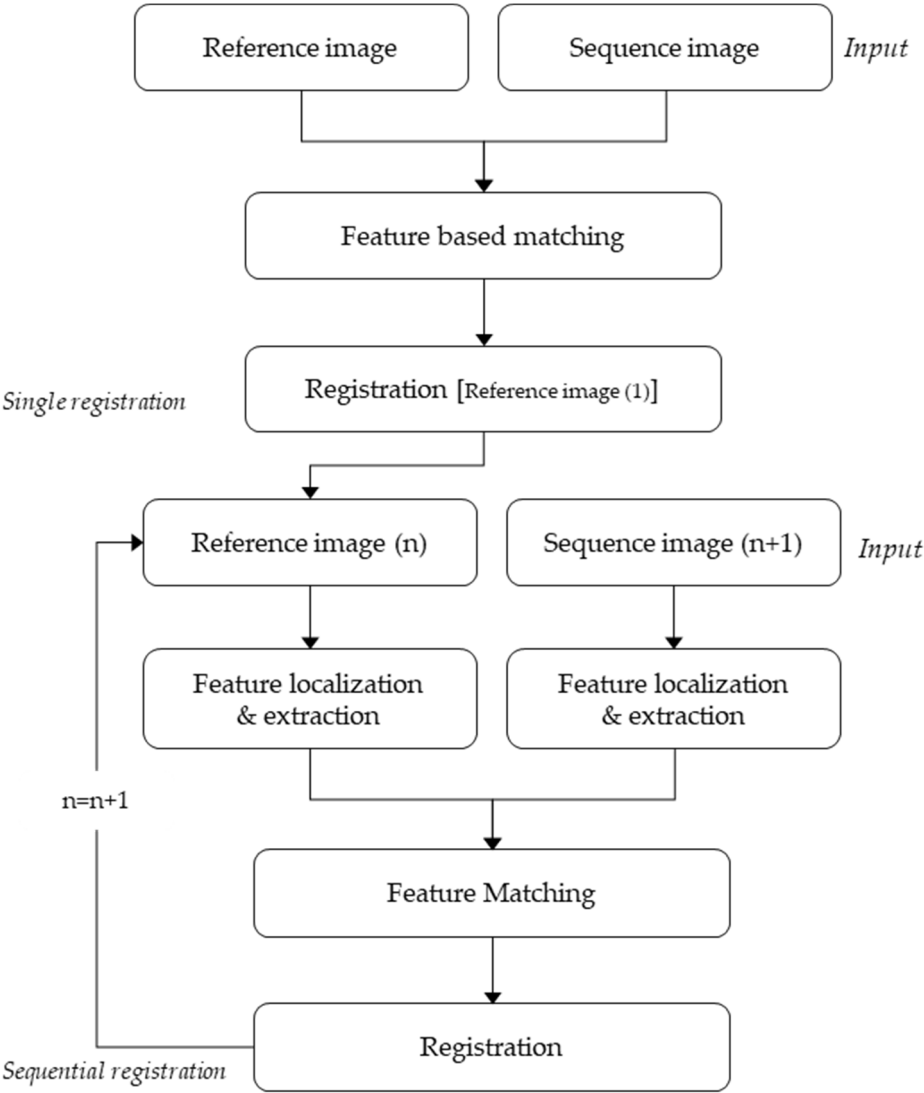 Reference image
Sequence image
Input
Feature based matching
Registration [Reference image (1)]
Single registration
Reference image (n)
Sequence image (n+1)
Input
Feature localization
& extraction
Feature localization
& extraction
n=n+1
Feature Matching
Registration
Sequential registration